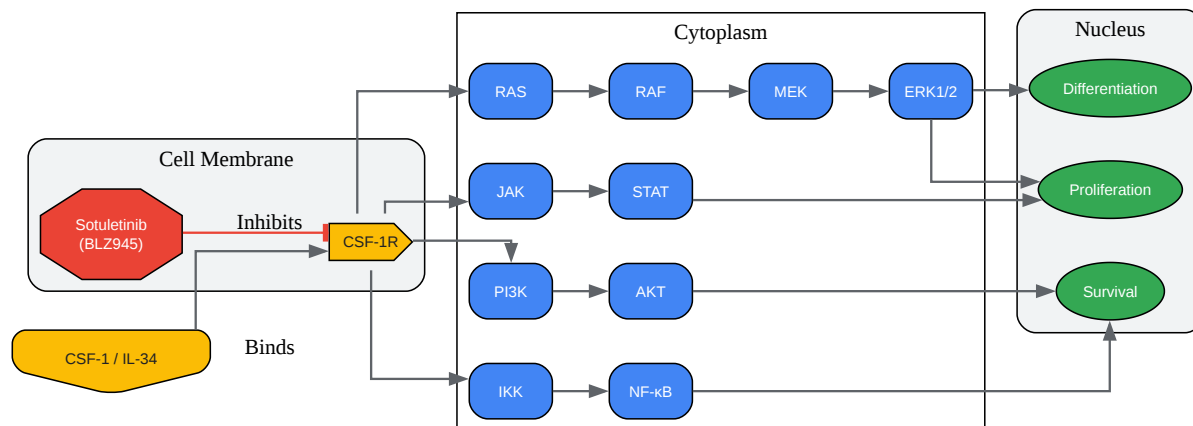 Cytoplasm
Nucleus
RAS
RAF
MEK
ERK1/2
Differentiation
Cell Membrane
JAK
STAT
Proliferation
Sotuletinib
(BLZ945)
Inhibits
CSF-1R
PI3K
AKT
Survival
CSF-1 / IL-34
Binds
IKK
NF-κB